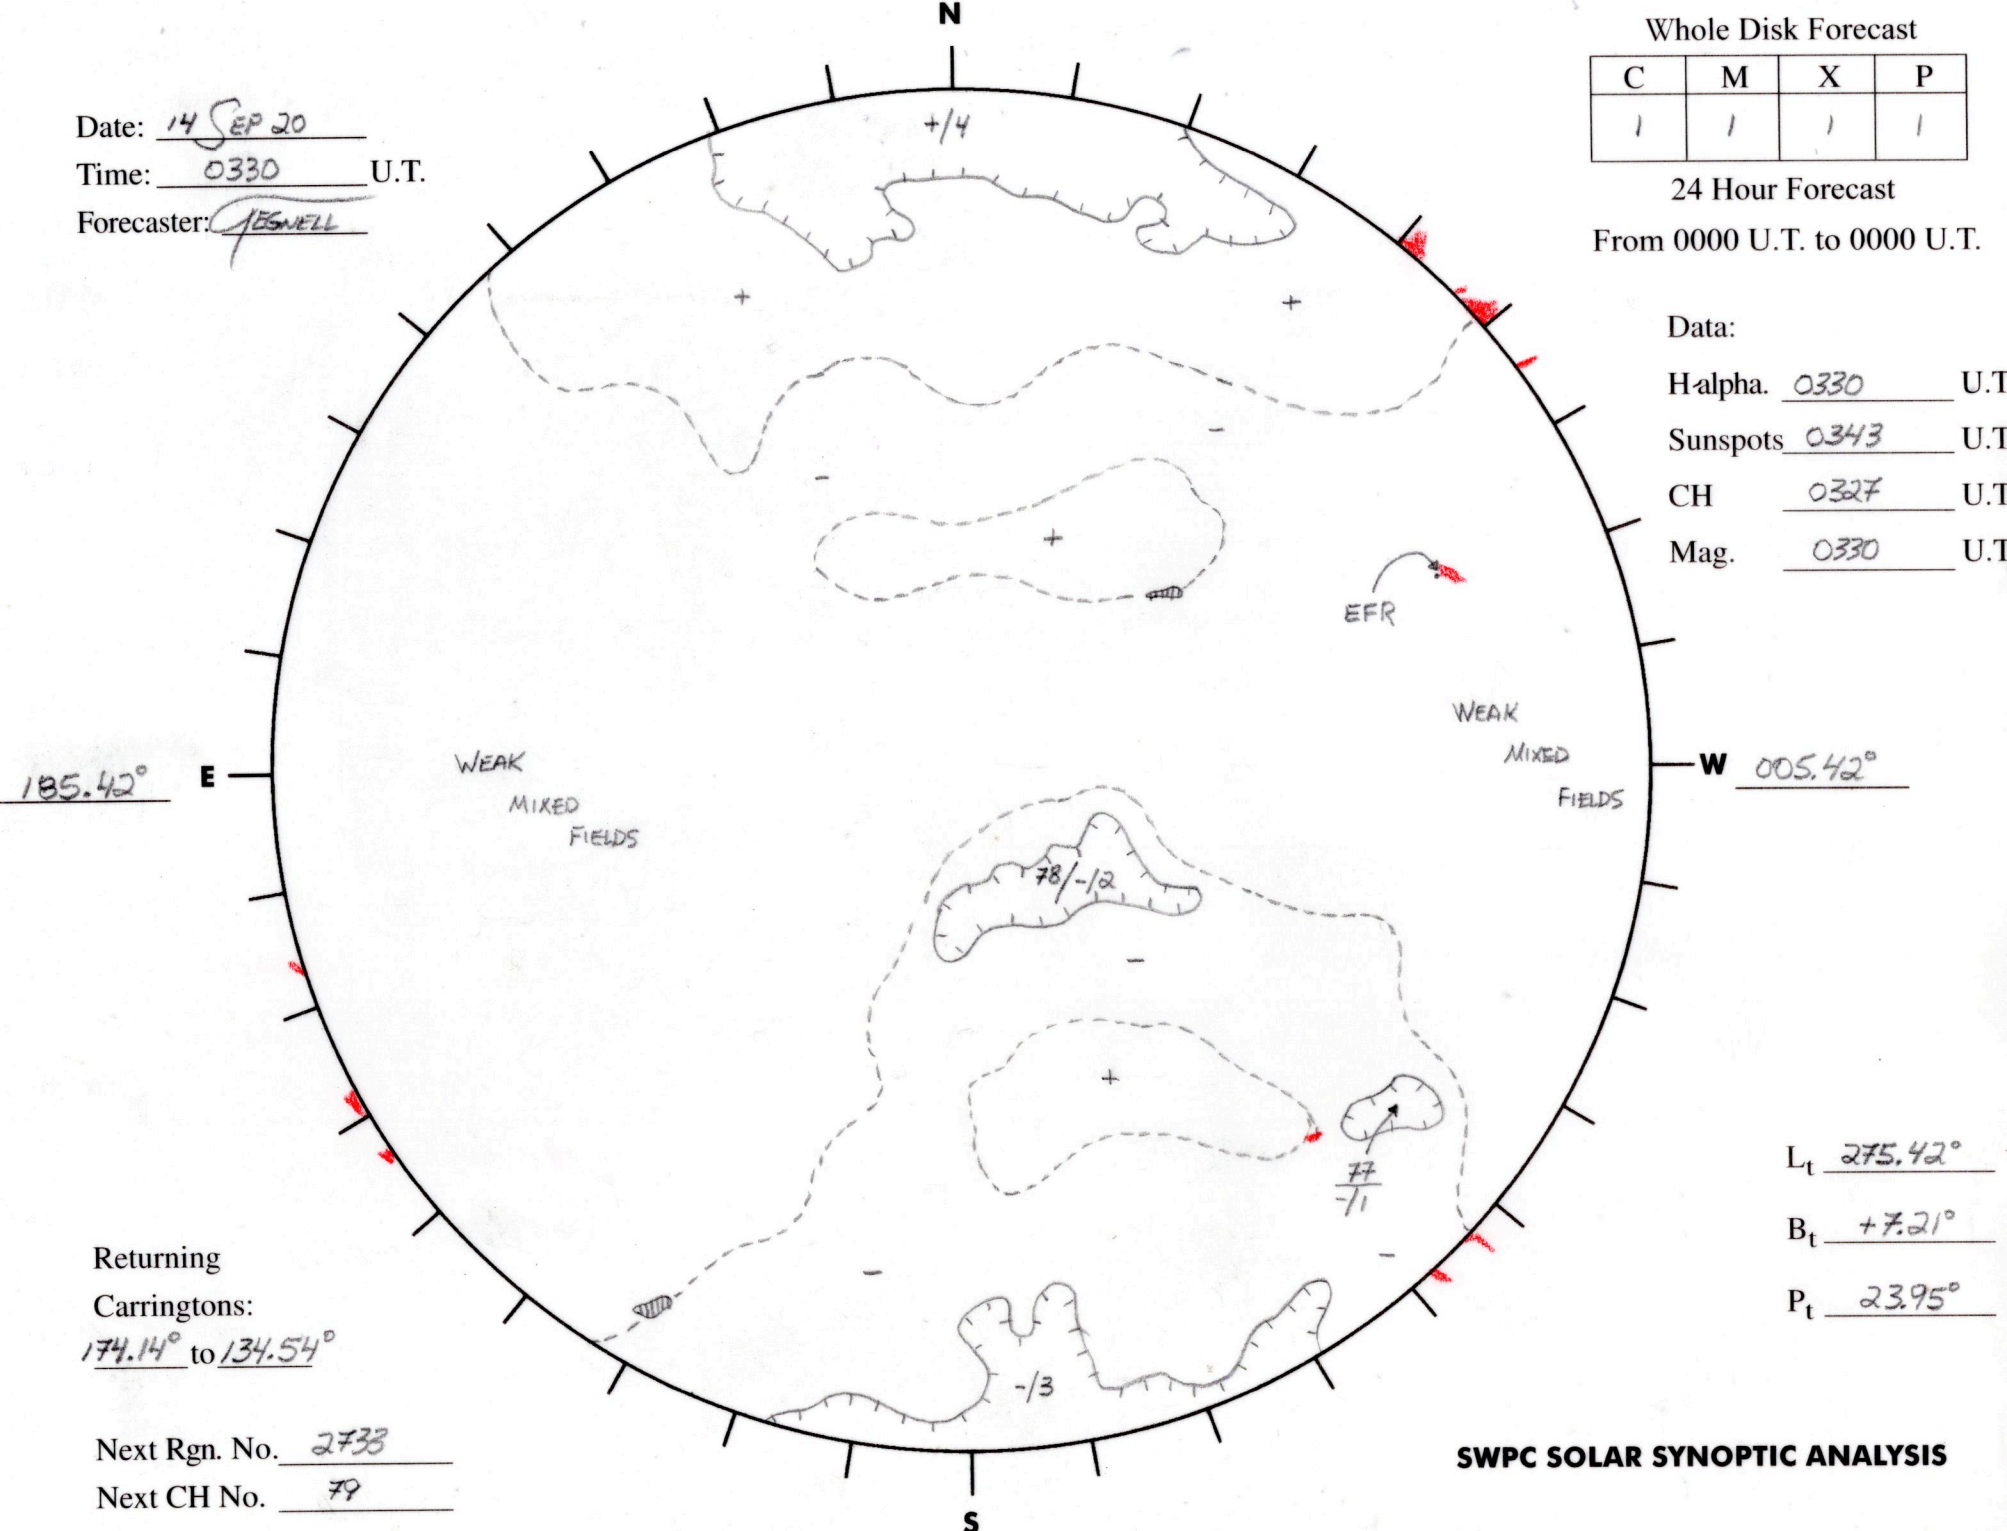 N
Whole Disk Forecast
C M X P
1 1 1 1
24 Hour Forecast
From 0000 U.T. to 0000 U.T.
Date: 14 SEP 20
Time: 0330 U.T.
Forecaster: TEGNELL
+/4
+
+
Data:
H-alpha. 0330 U.T
Sunspots 0343 U.T
CH 0327 U.T
Mag. 0330 U.T
-
-
+
EFR
WEAK
MIXED
FIELDS
185.42° E
WEAK
MIXED
FIELDS
W 005.42°
78/-/2
-
+
77
-/1
Lt 275.42°
Bt +7.21°
Pt 23.95°
-
-
-/3
Returning
Carringtons:
174.14° to 134.54°
Next Rgn. No. 2733
Next CH No. 79
SWPC SOLAR SYNOPTIC ANALYSIS
S